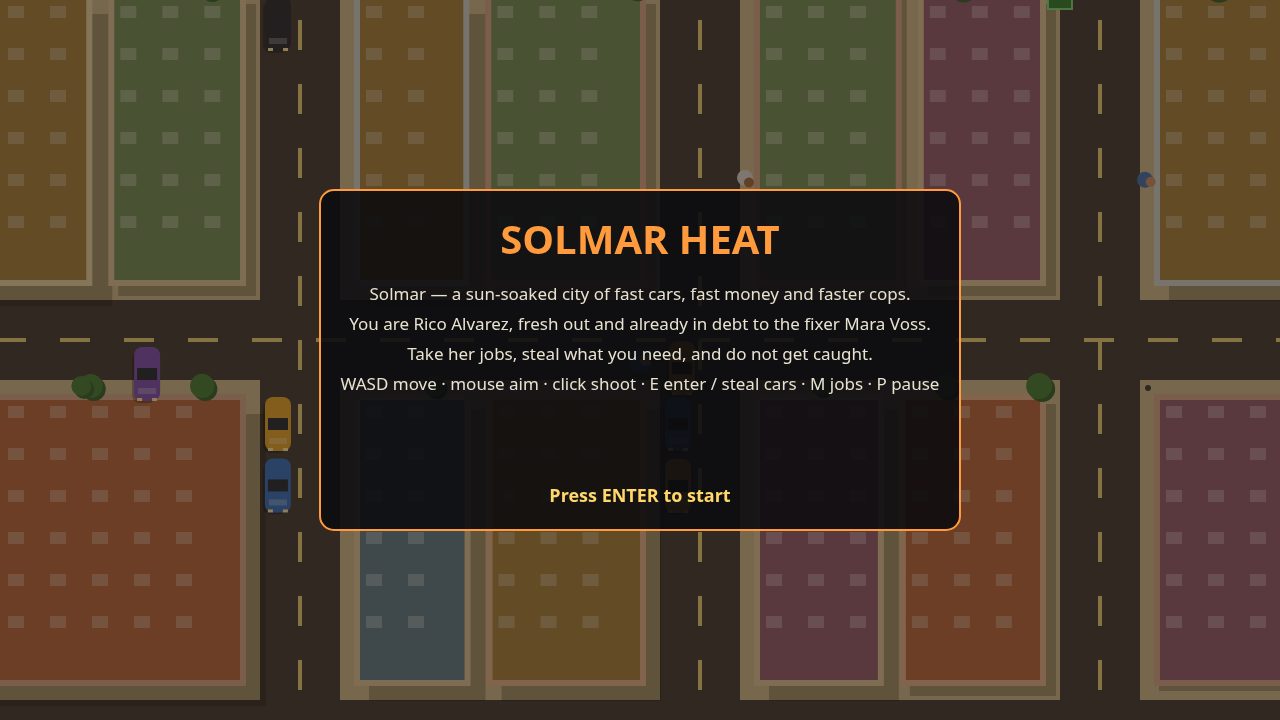 SOLMAR HEAT
Solmar — a sun-soaked city of fast cars, fast money and faster cops.
You are Rico Alvarez, fresh out and already in debt to the fixer Mara Voss.
Take her jobs, steal what you need, and do not get caught.
WASD move · mouse aim · click shoot · E enter / steal cars · M jobs · P pause
Press ENTER to start